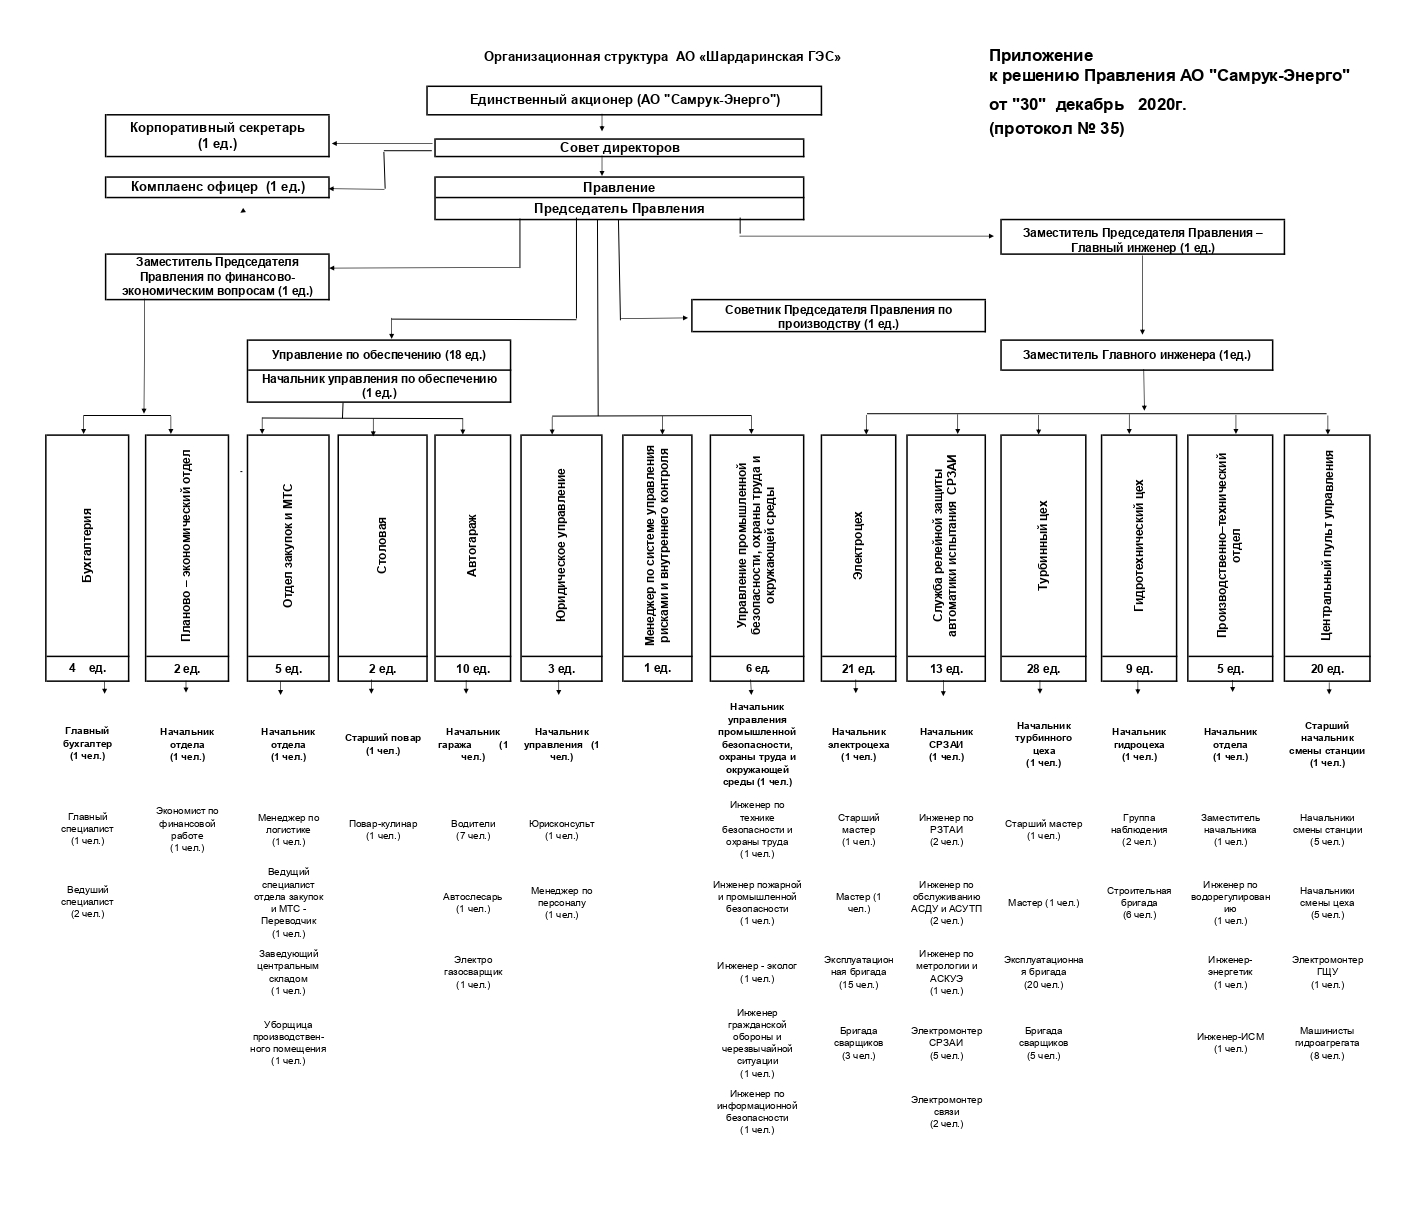 Организационная структура АО «Шардаринская ГЭС»
Приложение
к решению Правления АО "Самрук-Энерго"
от "30" декабрь 2020г.
(протокол № 35)
Единственный акционер (АО "Самрук-Энерго")
Корпоративный секретарь
(1 ед.)
Совет директоров
Комплаенс офицер (1 ед.)
Правление
Председатель Правления
Заместитель Председателя Правления –
Главный инженер (1 ед.)
Заместитель Председателя
Правления по финансово-
экономическим вопросам (1 ед.)
Советник Председателя Правления по
производству (1 ед.)
Управление по обеспечению (18 ед.)
Начальник управления по обеспечению
(1 ед.)
Заместитель Главного инженера (1ед.)
Бухгалтерия
Планово – экономический отдел
Отдел закупок и МТС
Столовая
Автогараж
Юридическое управление
Менеджер по системе управления
рисками и внутреннего контроля
Управление промышленной
безопасности, охраны труда и
окружающей среды
Электроцех
Служба релейной защиты
автоматики испытания СРЗАИ
Турбинный цех
Гидротехнический цех
Производственно–технический
отдел
Центральный пульт управления
4 ед.
2 ед.
5 ед.
2 ед.
10 ед.
3 ед.
1 ед.
6 ед.
21 ед.
13 ед.
28 ед.
9 ед.
5 ед.
20 ед.
Главный
бухгалтер
(1 чел.)
Главный
специалист
(1 чел.)
Ведуший
специалист
(2 чел.)
Начальник
отдела
(1 чел.)
Экономист по
финансовой
работе
(1 чел.)
Начальник
отдела
(1 чел.)
Менеджер по
логистике
(1 чел.)
Ведущий
специалист
отдела закупок
и МТС -
Переводчик
(1 чел.)
Заведующий
центральным
складом
(1 чел.)
Уборщица
производствен-
ного помещения
(1 чел.)
Старший повар
(1 чел.)
Повар-кулинар
(1 чел.)
Начальник
гаража (1
чел.)
Водители
(7 чел.)
Автослесарь
(1 чел.)
Электро
газосварщик
(1 чел.)
Начальник
управления (1
чел.)
Юрисконсульт
(1 чел.)
Менеджер по
персоналу
(1 чел.)
Начальник
управления
промышленной
безопасности,
охраны труда и
окружающей
среды (1 чел.)
Инженер по
технике
безопасности и
охраны труда
(1 чел.)
Инженер пожарной
и промышленной
безопасности
(1 чел.)
Инженер - эколог
(1 чел.)
Инженер
гражданской
обороны и
черезвычайной
ситуации
(1 чел.)
Инженер по
информационной
безопасности
(1 чел.)
Начальник
электроцеха
(1 чел.)
Старший
мастер
(1 чел.)
Мастер (1
чел.)
Эксплуатацион
ная бригада
(15 чел.)
Бригада
сварщиков
(3 чел.)
Начальник
СРЗАИ
(1 чел.)
Инженер по
РЗТАИ
(2 чел.)
Инженер по
обслуживанию
АСДУ и АСУТП
(2 чел.)
Инженер по
метрологии и
АСКУЭ
(1 чел.)
Электромонтер
СРЗАИ
(5 чел.)
Электромонтер
связи
(2 чел.)
Начальник
турбинного
цеха
(1 чел.)
Старший мастер
(1 чел.)
Мастер (1 чел.)
Эксплуатационна
я бригада
(20 чел.)
Бригада
сварщиков
(5 чел.)
Начальник
гидроцеха
(1 чел.)
Группа
наблюдения
(2 чел.)
Строительная
бригада
(6 чел.)
Начальник
отдела
(1 чел.)
Заместитель
начальника
(1 чел.)
Инженер по
водорегулирован
ию
(1 чел.)
Инженер-
энергетик
(1 чел.)
Инженер-ИСМ
(1 чел.)
Старший
начальник
смены станции
(1 чел.)
Начальники
смены станции
(5 чел.)
Начальники
смены цеха
(5 чел.)
Электромонтер
ГЩУ
(1 чел.)
Машинисты
гидроагрегата
(8 чел.)